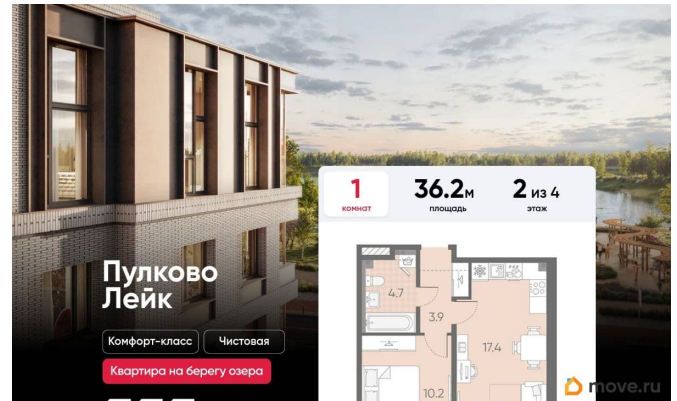 1
комнат
36.2м
площадь
2 из 4
этаж
Пулково
Лейк
Комфорт-класс
Чистовая
Квартира на берегу озера
4.7
3.9
17.4
10.2
move.ru